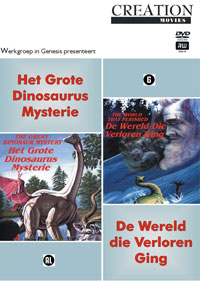 CREATION
MOVIES
DVD
RW
Werkgroep in Genesis presenteert
Het Grote
Dinosaurus
Mysterie
6
THE GREAT
DINOSAUR MYSTERY
Het Grote
Dinosaurus
Mysterie
THE WORLD
THAT PERISHED
De Wereld Die
Verloren Ging
AL
De Wereld
die Verloren
Ging